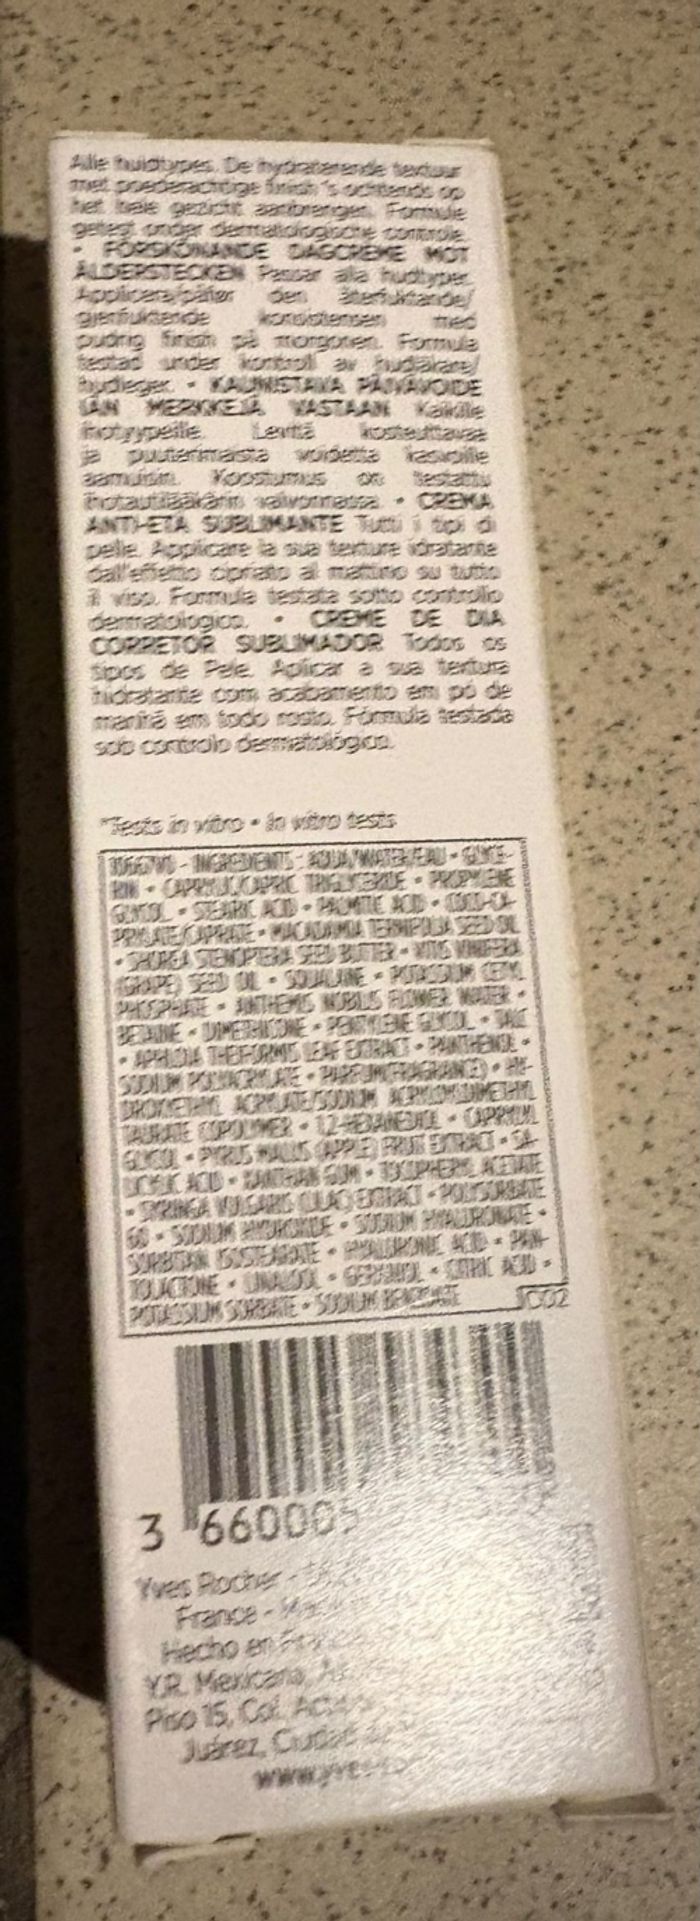 Alle huidtypes. De hydraterende textuur
met poederachtige finish 's ochtends op
het hele gezicht aanbrengen. Formule
getest onder dermatologische controle.
• FÖRSKÖNANDE DAGCREME MOT
ÅLDERSTECKEN Passar alla hudtyper.
Applicera/påfør den återfuktande/
gjenfuktende konsistensen med
pudrig finish på morgonen. Formula
testad under kontroll av hudläkare/
hudleger. • KAUNISTAVA PÄIVÄVOIDE
IÄN MERKKEJÄ VASTAAN Kaikille
ihotyypeille. Levitä kosteuttavaa
ja puuterimaista voidetta kasvoille
aamuisin. Koostumus on testattu
ihotautilääkärin valvonnassa. • CREMA
ANTI-ETÀ SUBLIMANTE Tutti i tipi di
pelle. Applicare la sua texture idratante
dall'effetto cipriato al mattino su tutto
il viso. Formula testata sotto controllo
dermatologico. • CREME DE DIA
CORRETOR SUBLIMADOR Todos os
tipos de Pele. Aplicar a sua textura
hidratante com acabamento em pó de
manhã em todo rosto. Fórmula testada
sob controlo dermatológico.
*Tests in vitro • In vitro tests
INGREDIENTS : AQUA/WATER/EAU • GLYCE-
RIN • CAPRYLIC/CAPRIC TRIGLYCERIDE • PROPYLENE
GLYCOL • STEARIC ACID • PALMITIC ACID • COCO-CA-
PRYLATE/CAPRATE • MACADAMIA TERNIFOLIA SEED OIL
• SHOREA STENOPTERA SEED BUTTER • VITIS VINIFERA
(GRAPE) SEED OIL • SQUALANE • POTASSIUM CETYL
PHOSPHATE • ANTHEMIS NOBILIS FLOWER WATER •
BETAINE • DIMETHICONE • PENTYLENE GLYCOL • TALC
• APHLOIA THEIFORMIS LEAF EXTRACT • PANTHENOL •
SODIUM POLYACRYLATE • PARFUM(FRAGRANCE) • HY-
DROXYETHYL ACRYLATE/SODIUM ACRYLOYLDIMETHYL
TAURATE COPOLYMER • 1,2-HEXANEDIOL • CAPRYLYL
GLYCOL • PYRUS MALUS (APPLE) FRUIT EXTRACT • SA-
LICYLIC ACID • XANTHAN GUM • TOCOPHERYL ACETATE
• SYRINGA VULGARIS (LILAC) EXTRACT • POLYSORBATE
60 • SODIUM HYDROXIDE • SODIUM HYALURONATE •
SORBITAN ISOSTEARATE • HYALURONIC ACID • PAN-
TOLACTONE • LINALOOL • GERANIOL • CITRIC ACID •
POTASSIUM SORBATE • SODIUM BENZOATE
3 660005
Yves Rocher -
France -
Hecho en
Y.R. Mexicana,
Piso 15, Col.
Juárez, Ciudad